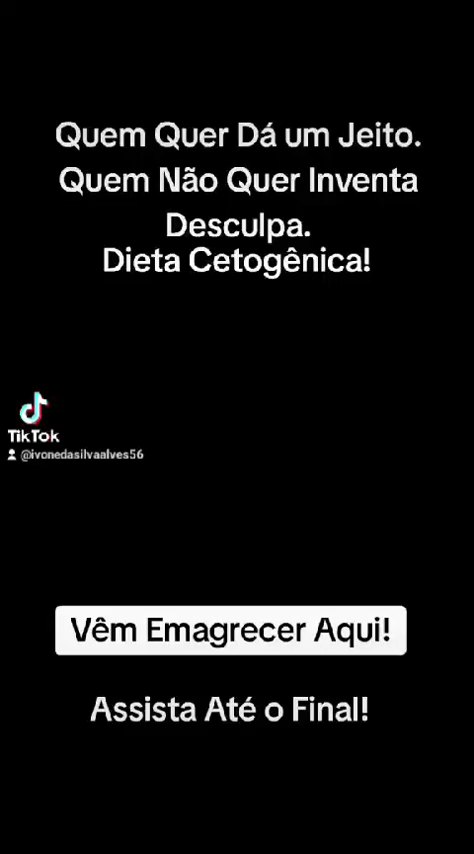 Quem Quer Dá um Jeito.
Quem Não Quer Inventa
Desculpa.
Dieta Cetogênica!
TikTok
@ivonedasilvaalves56
Vêm Emagrecer Aqui!
Assista Até o Final!